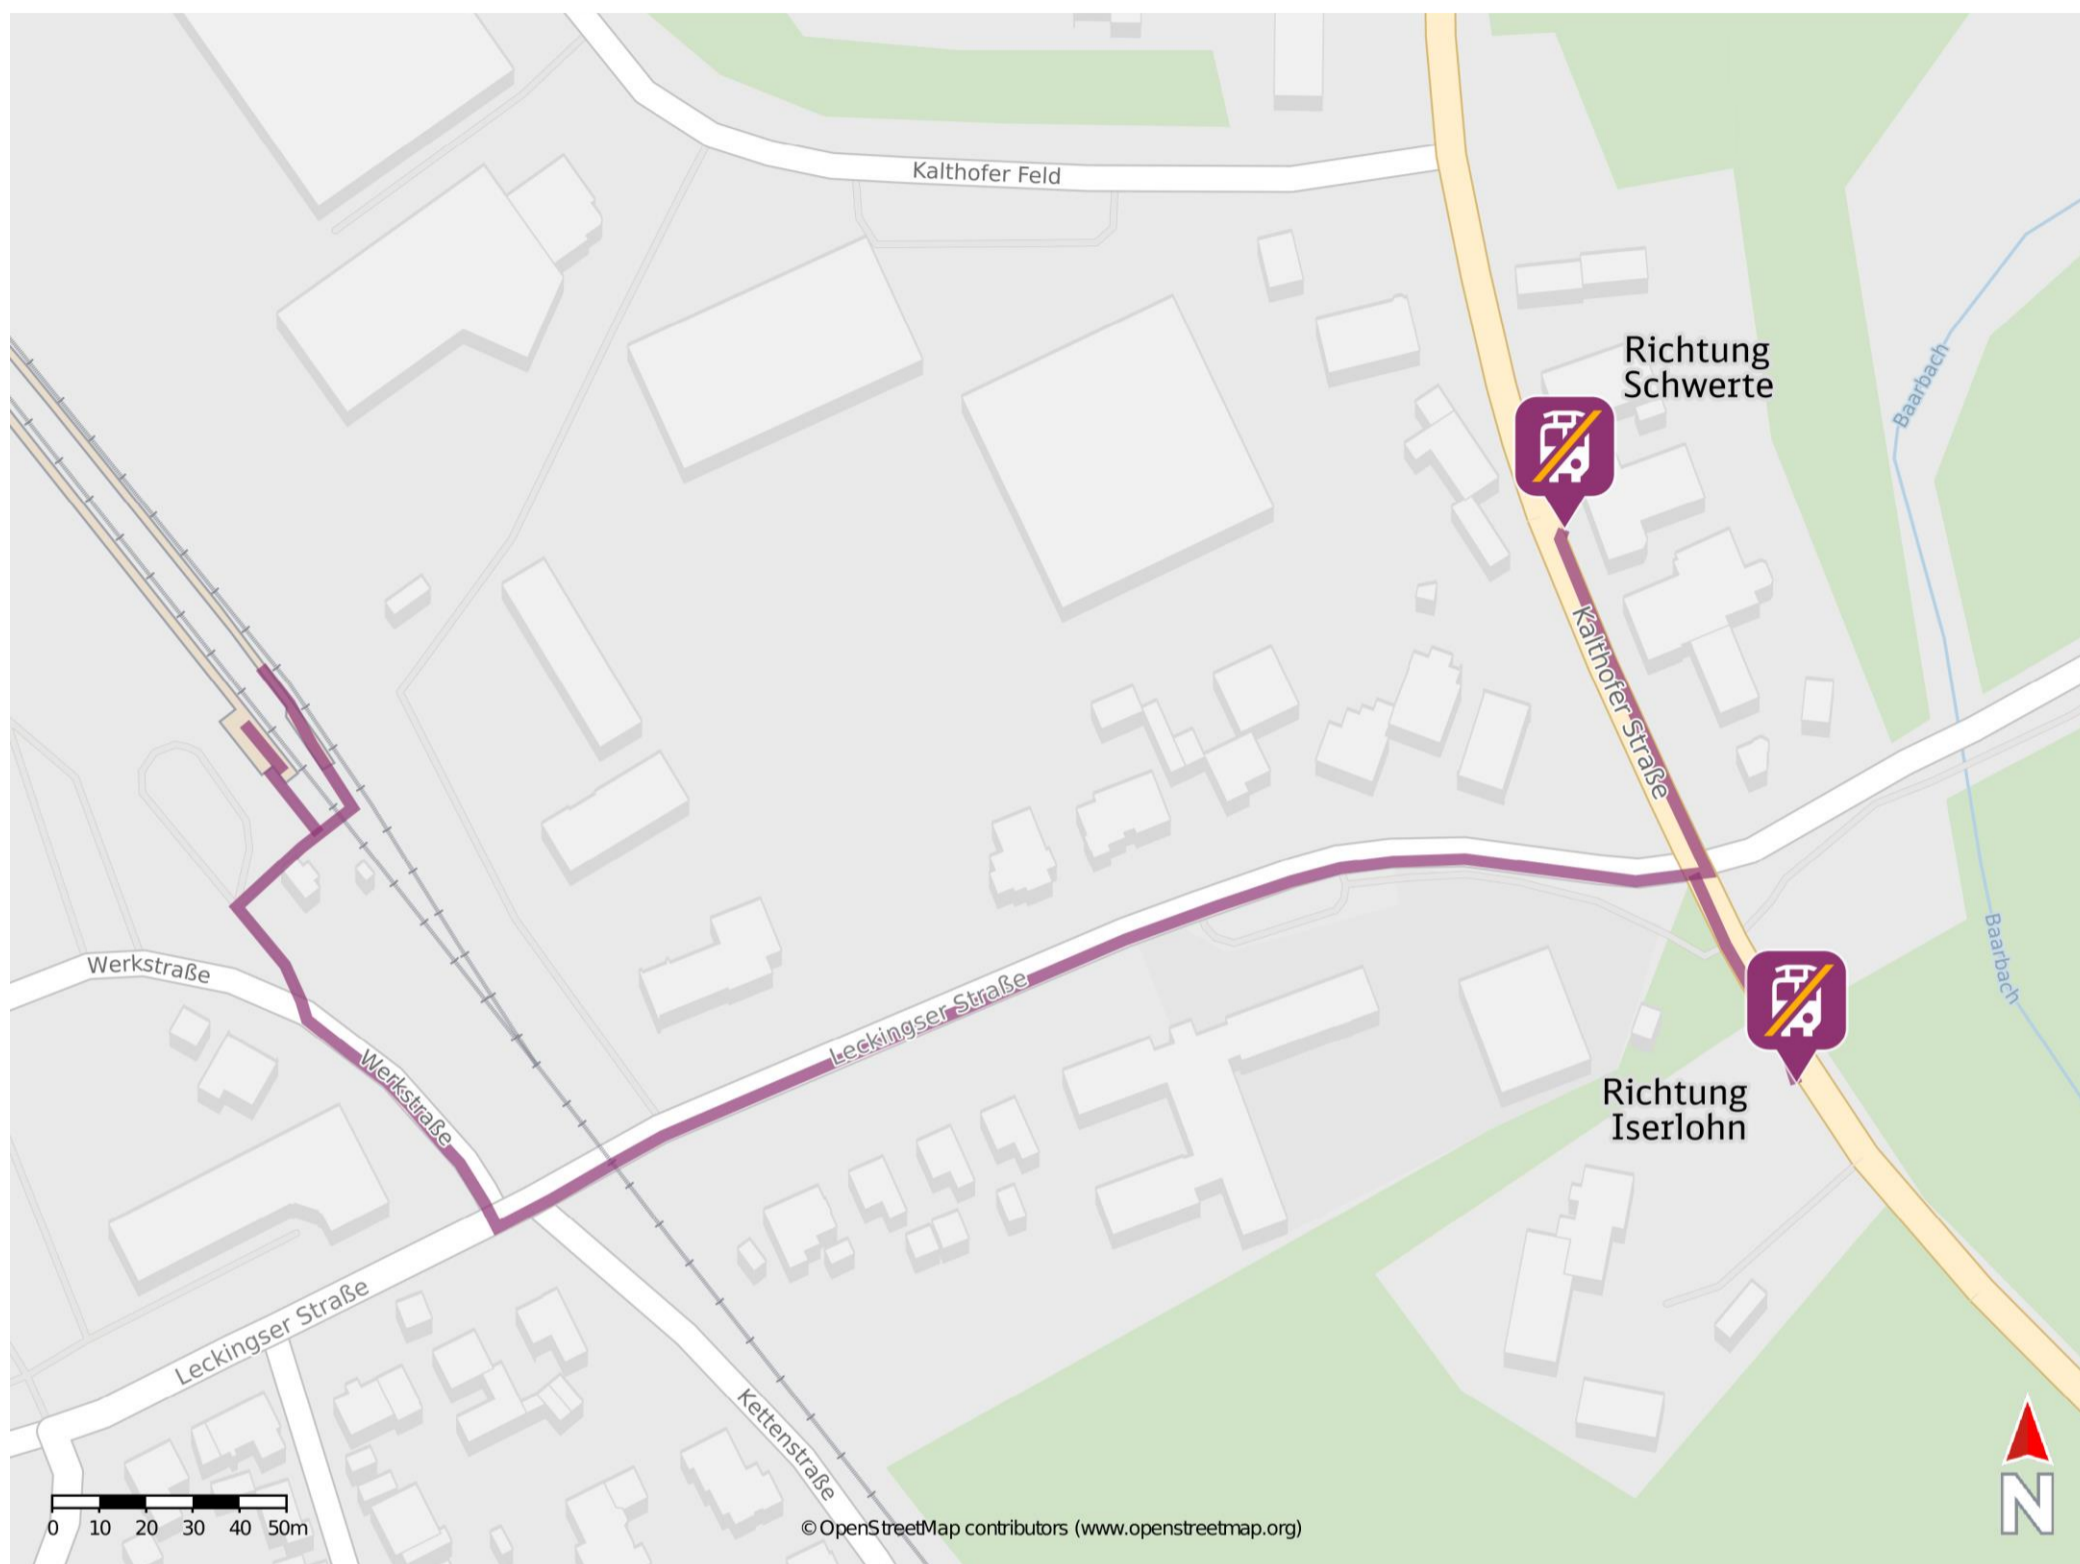 Kalthofer Feld
Richtung
Schwerte
Baarbach
Kalthofer Straße
Werkstraße
Baarbach
Leckingser Straße
Werkstraße
Richtung
Iserlohn
Leckingser Straße
Kettenstraße
N
0 10 20 30 40 50m
© OpenStreetMap contributors (www.openstreetmap.org)